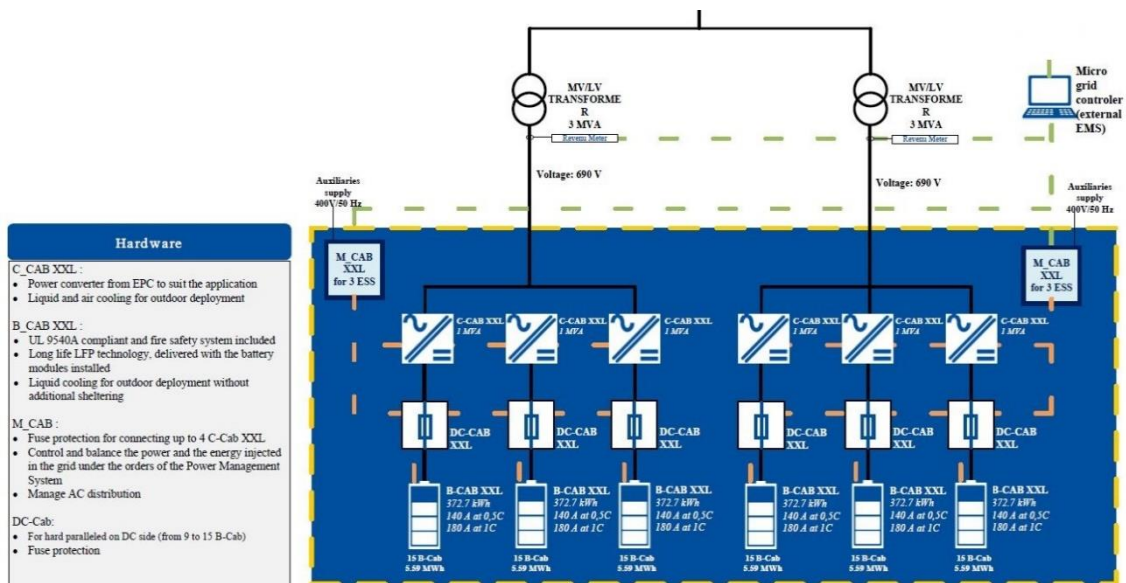 MV/LV
TRANSFORME
R
3 MVA
Revenu Meter
Voltage: 690 V
MV/LV
TRANSFORME
R
3 MVA
Revenu Meter
Voltage: 690 V
Micro
grid
controler
(external
EMS)
Auxiliaries
supply
400V/50 Hz
Auxiliaries
supply
400V/50 Hz
M_CAB
XXL
for 3 ESS
M_CAB
XXL
for 3 ESS
Hardware
C_CAB XXL :
• Power converter from EPC to suit the application
• Liquid and air cooling for outdoor deployment
B_CAB XXL :
• UL 9540A compliant and fire safety system included
• Long life LFP technology, delivered with the battery
modules installed
• Liquid cooling for outdoor deployment without
additional sheltering
M_CAB :
• Fuse protection for connecting up to 4 C-Cab XXL
• Control and balance the power and the energy injected
in the grid under the orders of the Power Management
System
• Manage AC distribution
DC-Cab:
• For hard paralleled on DC side (from 9 to 15 B-Cab)
• Fuse protection
C-CAB XXL
1 MVA
C-CAB XXL
1 MVA
C-CAB XXL
1 MVA
C-CAB XXL
1 MVA
C-CAB XXL
1 MVA
C-CAB XXL
1 MVA
DC-CAB
XXL
DC-CAB
XXL
DC-CAB
XXL
DC-CAB
XXL
DC-CAB
XXL
DC-CAB
XXL
B-CAB XXL
372.7 kWh
140 A at 0,5C
180 A at 1C
B-CAB XXL
372.7 kWh
140 A at 0,5C
180 A at 1C
B-CAB XXL
372.7 kWh
140 A at 0,5C
180 A at 1C
B-CAB XXL
372.7 kWh
140 A at 0,5C
180 A at 1C
B-CAB XXL
372.7 kWh
140 A at 0,5C
180 A at 1C
B-CAB XXL
372.7 kWh
140 A at 0,5C
180 A at 1C
15 B-Cab
5.59 MWh
15 B-Cab
5.59 MWh
15 B-Cab
5.59 MWh
15 B-Cab
5.59 MWh
15 B-Cab
5.59 MWh
15 B-Cab
5.59 MWh